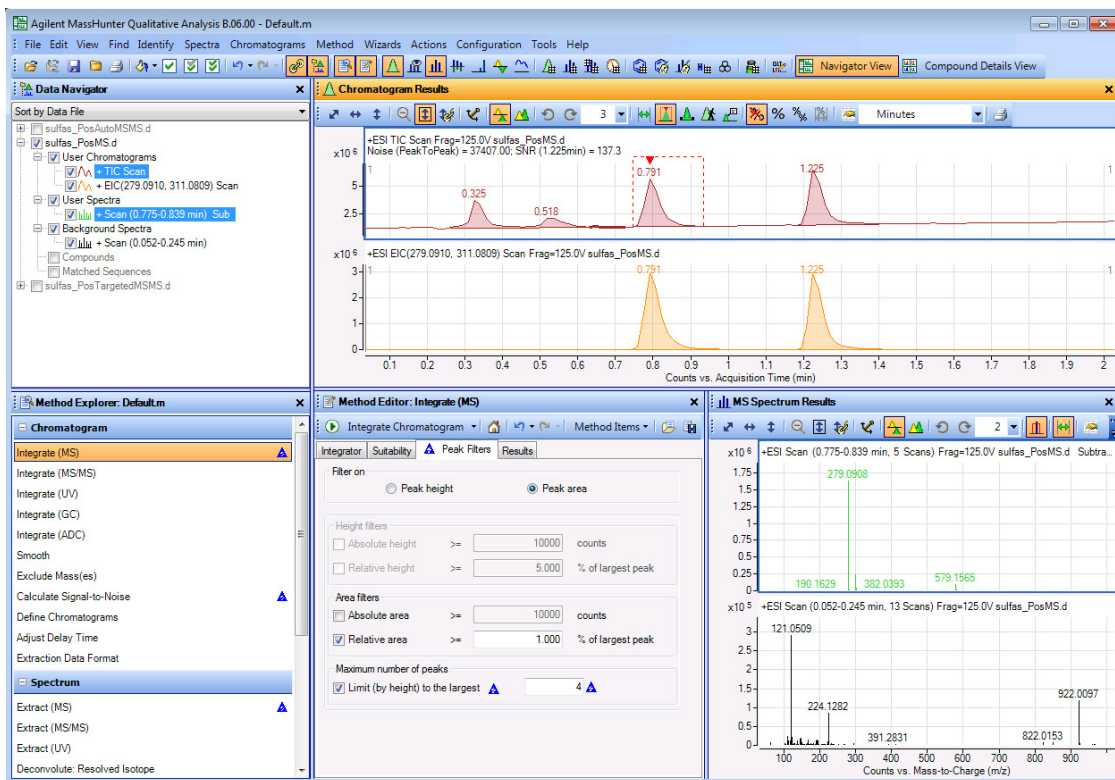 Agilent MassHunter Qualitative Analysis B.06.00 - Default.m
File Edit View Find Identify Spectra Chromatograms Method Wizards Actions Configuration Tools Help
Navigator View Compound Details View
Data Navigator
Sort by Data File
sulfas_PosAutoMSMS.d
sulfas_PosMS.d
User Chromatograms
+ TIC Scan
+ EIC(279.0910, 311.0809) Scan
User Spectra
+ Scan (0.775-0.839 min) Sub
Background Spectra
+ Scan (0.052-0.245 min)
Compounds
Matched Sequences
sulfas_PosTargetedMSMS.d
Chromatogram Results
3 Minutes
x10 6 +ESI TIC Scan Frag=125.0V sulfas_PosMS.d
Noise (PeakToPeak) = 37407.00; SNR (1.225min) = 137.3
1 0.791 1.225 1
5
0.325
0.518
2.5
x10 6 +ESI EIC(279.0910, 311.0809) Scan Frag=125.0V sulfas_PosMS.d
1 0.791 1.225 1
3
2
1
0
0.1 0.2 0.3 0.4 0.5 0.6 0.7 0.8 0.9 1 1.1 1.2 1.3 1.4 1.5 1.6 1.7 1.8 1.9 2
Counts vs. Acquisition Time (min)
Method Explorer: Default.m
Chromatogram
Integrate (MS)
Integrate (MS/MS)
Integrate (UV)
Integrate (GC)
Integrate (ADC)
Smooth
Exclude Mass(es)
Calculate Signal-to-Noise
Define Chromatograms
Adjust Delay Time
Extraction Data Format
Spectrum
Extract (MS)
Extract (MS/MS)
Extract (UV)
Deconvolute: Resolved Isotope
Method Editor: Integrate (MS)
Integrate Chromatogram Method Items
Integrator Suitability Peak Filters Results
Filter on
Peak height Peak area
Height filters
Absolute height >= 10000 counts
Relative height >= 5.000 % of largest peak
Area filters
Absolute area >= 10000 counts
Relative area >= 1.000 % of largest peak
Maximum number of peaks
Limit (by height) to the largest 4
MS Spectrum Results
2
x10 6 +ESI Scan (0.775-0.839 min, 5 Scans) Frag=125.0V sulfas_PosMS.d Subtra...
1.75 279.0908
1.5
1.25
1
0.75
0.5
0.25 190.1629 382.0393 579.1565
0
x10 5 +ESI Scan (0.052-0.245 min, 13 Scans) Frag=125.0V sulfas_PosMS.d
3 121.0509
2.5
2
1.5
1 224.1282 922.0097
0.5 391.2831 822.0153
0
100 200 300 400 500 600 700 800 900
Counts vs. Mass-to-Charge (m/z)